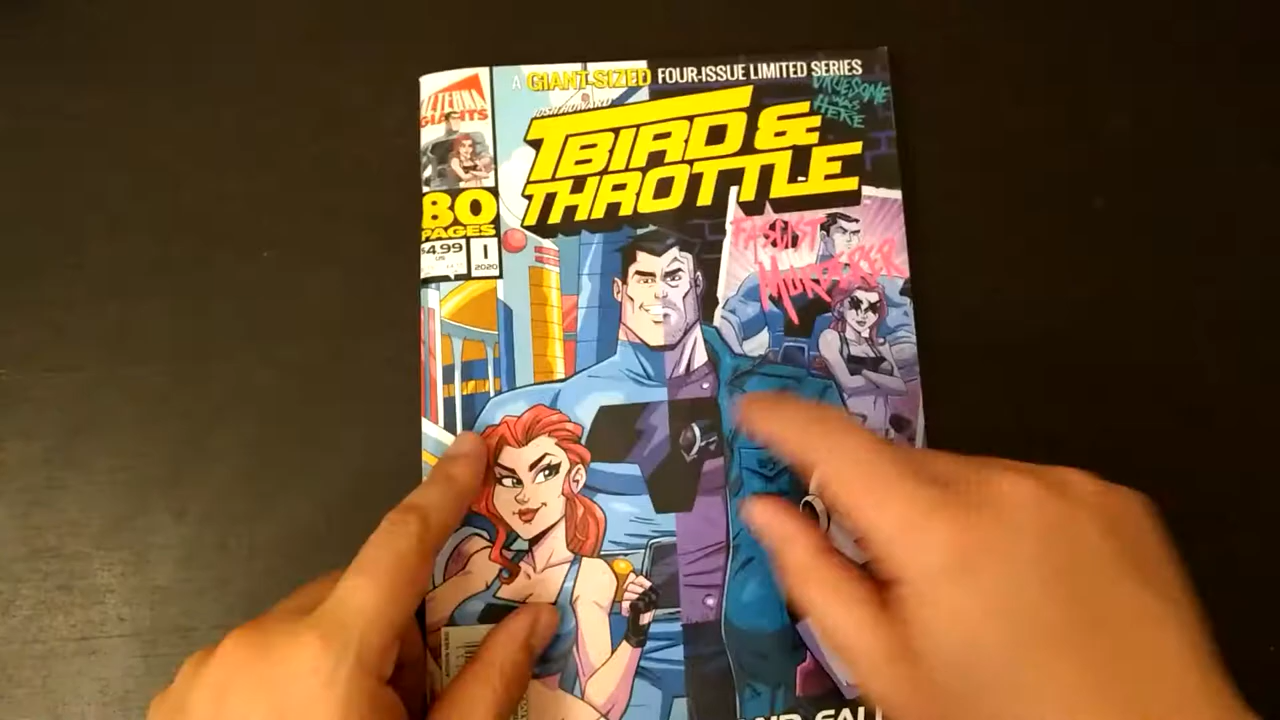 A GIANT-SIZED FOUR-ISSUE LIMITED SERIES
ALTERNA
GIANTS
JOSH HOWARD
TBIRD &
THROTTLE
GRUESOME
WAS
HERE
80
PAGES
$4.99
US
1
2020
FASCIST
MURDERER